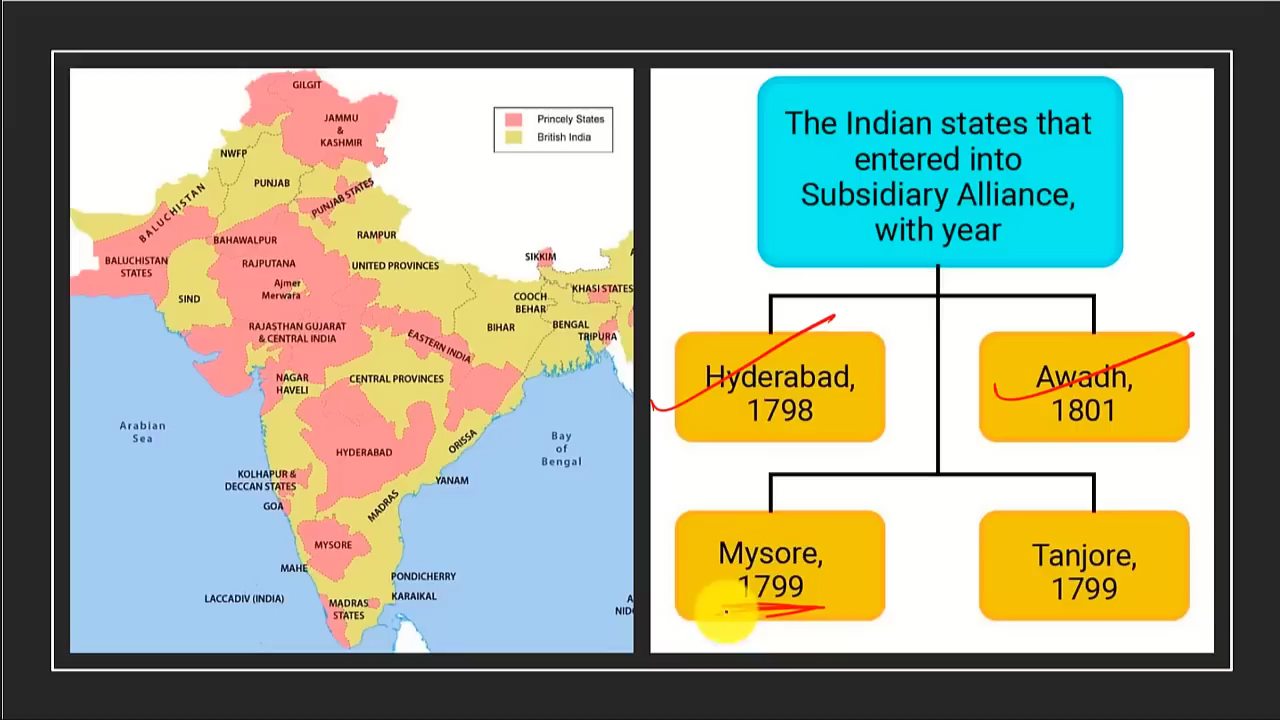 GILGIT
JAMMU
&
KASHMIR
Princely States
British India
NWFP
PUNJAB
PUNJAB STATES
BALUCHISTAN
BAHAWALPUR
RAMPUR
BALUCHISTAN
STATES
RAJPUTANA
UNITED PROVINCES
SIKKIM
Ajmer
Merwara
SIND
COOCH
BEHAR
KHASI STATES
RAJASTHAN GUJARAT
& CENTRAL INDIA
EASTERN INDIA
BIHAR
BENGAL
TRIPURA
NAGAR
HAVELI
CENTRAL PROVINCES
Arabian
Sea
HYDERABAD
ORISSA
Bay
of
Bengal
KOLHAPUR &
DECCAN STATES
YANAM
GOA
MADRAS
MYSORE
MAHE
PONDICHERRY
LACCADIV (INDIA)
KARAIKAL
MADRAS
STATES
A
NID
The Indian states that
entered into
Subsidiary Alliance,
with year
Hyderabad,
1798
Awadh,
1801
Mysore,
1799
Tanjore,
1799